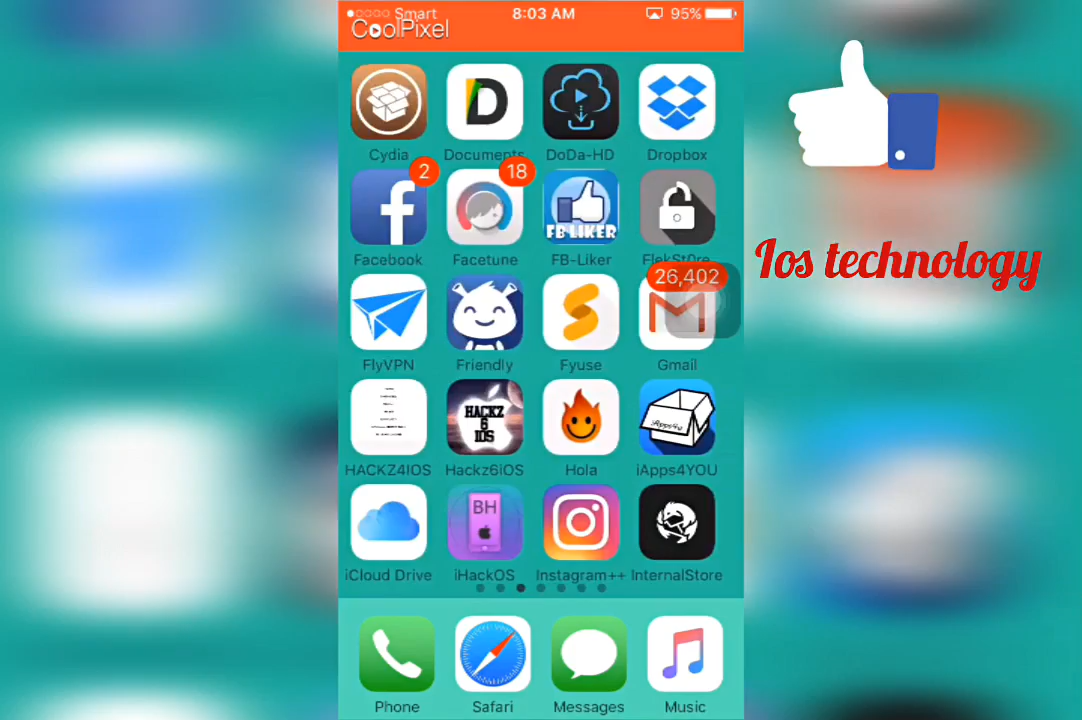 Smart 8:03 AM 95%
CoolPixel
Cydia Documents DoDa-HD Dropbox
2 18 FB LIKER
Facebook Facetune FB-Liker FlekSt0re
26,402
FlyVPN Friendly Fyuse Gmail
HACKZ 6 IOS iApps4u
HACKZ4IOS Hackz6iOS Hola iApps4YOU
BH
iCloud Drive iHackOS Instagram++ InternalStore
Phone Safari Messages Music
Ios technology